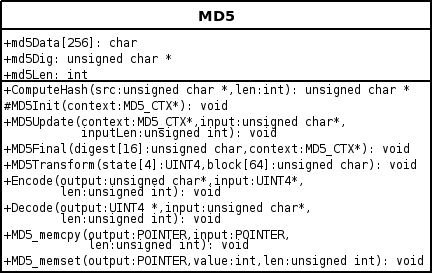 MD5
+md5Data[256]: char
+md5Dig: unsigned char *
+md5Len: int
+ComputeHash(src:unsigned char *,len:int): unsigned char *
#MD5Init(context:MD5_CTX*): void
+MD5Update(context:MD5_CTX*,input:unsigned char*,
inputLen:unsigned int): void
+MD5Final(digest[16]:unsigned char,context:MD5_CTX*): void
+MD5Transform(state[4]:UINT4,block[64]:unsigned char): void
+Encode(output:unsigned char*,input:UINT4*,
len:unsigned int): void
+Decode(output:UINT4 *,input:unsigned char*,
len:unsigned int): void
+MD5_memcpy(output:POINTER,input:POINTER,
len:unsigned int): void
+MD5_memset(output:POINTER,value:int,len:unsigned int): void